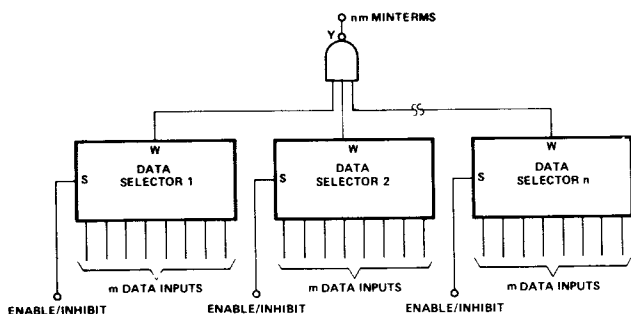 nm MINTERMS
Y
W
DATA
SELECTOR 1
S
W
DATA
SELECTOR 2
S
W
DATA
SELECTOR n
S
m DATA INPUTS
m DATA INPUTS
m DATA INPUTS
ENABLE/INHIBIT
ENABLE/INHIBIT
ENABLE/INHIBIT